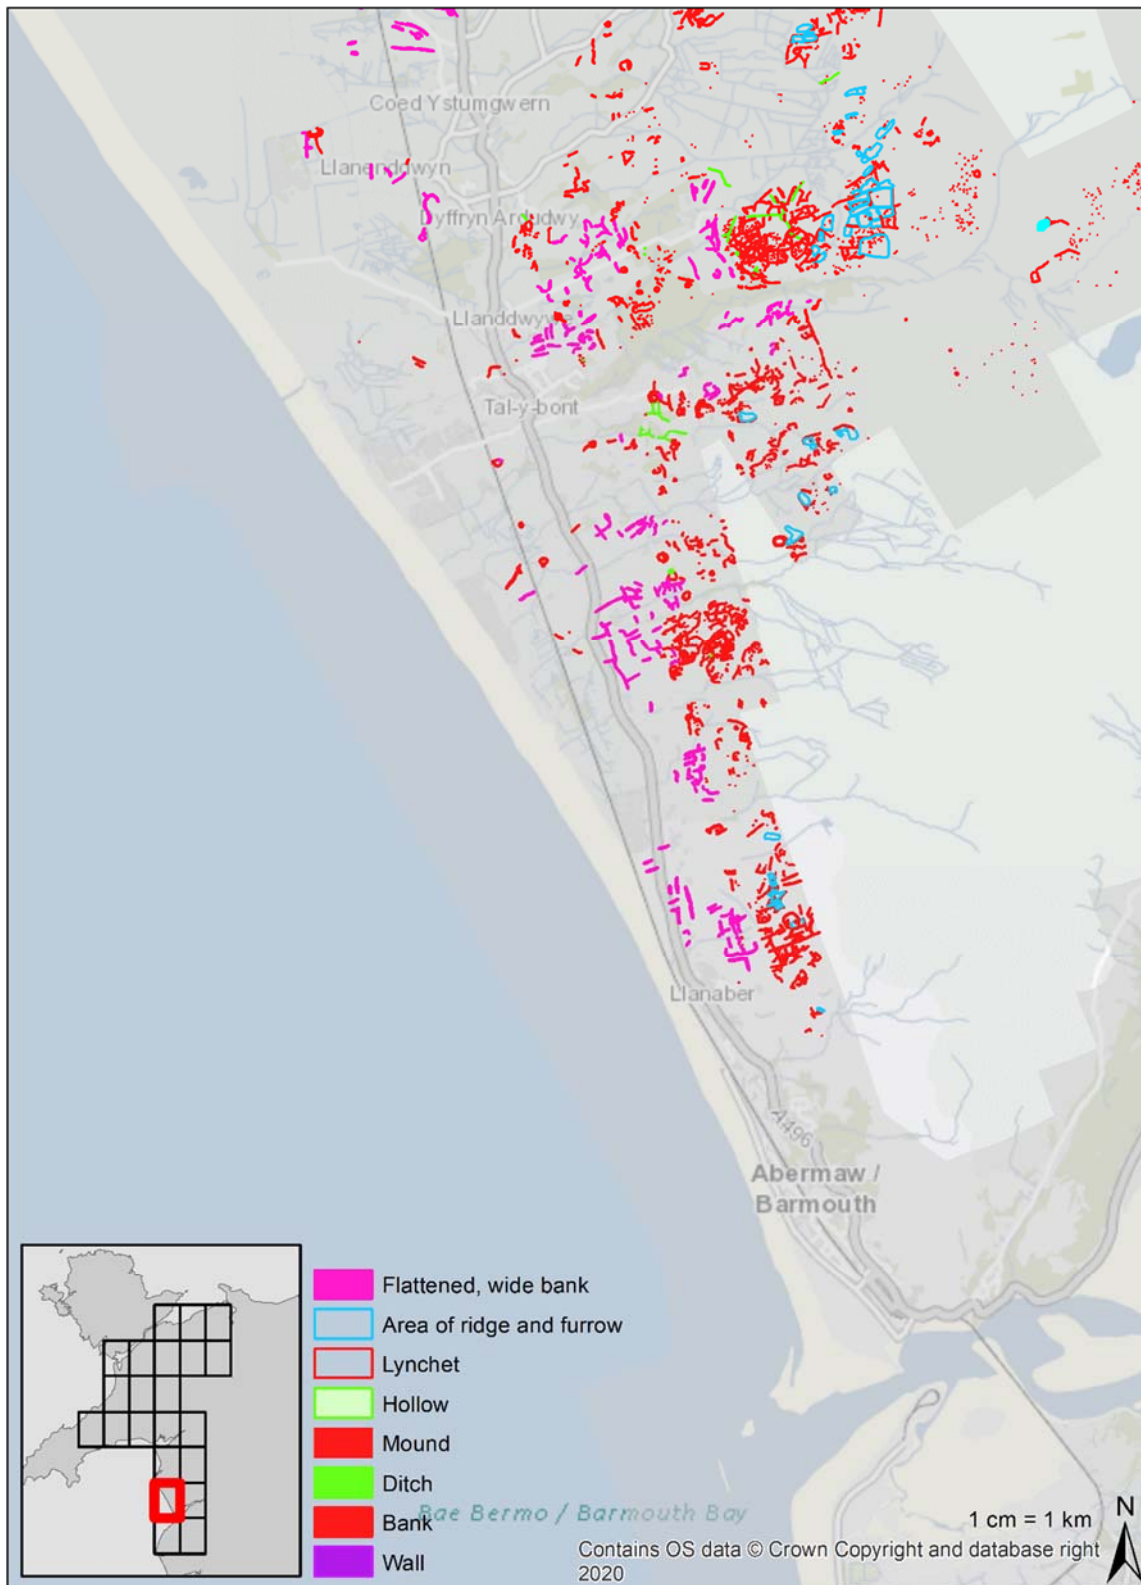 Coed Ystumgwern
Llanenddwyn
Dyffryn Ardudwy
Llanddwywe
Tal-y-bont
Llanaber
A496
Abermaw /
Barmouth
Flattened, wide bank
Area of ridge and furrow
Lynchet
Hollow
Mound
Ditch
Bank
Wall
Bae Bermo / Barmouth Bay
1 cm = 1 km
N
Contains OS data © Crown Copyright and database right
2020